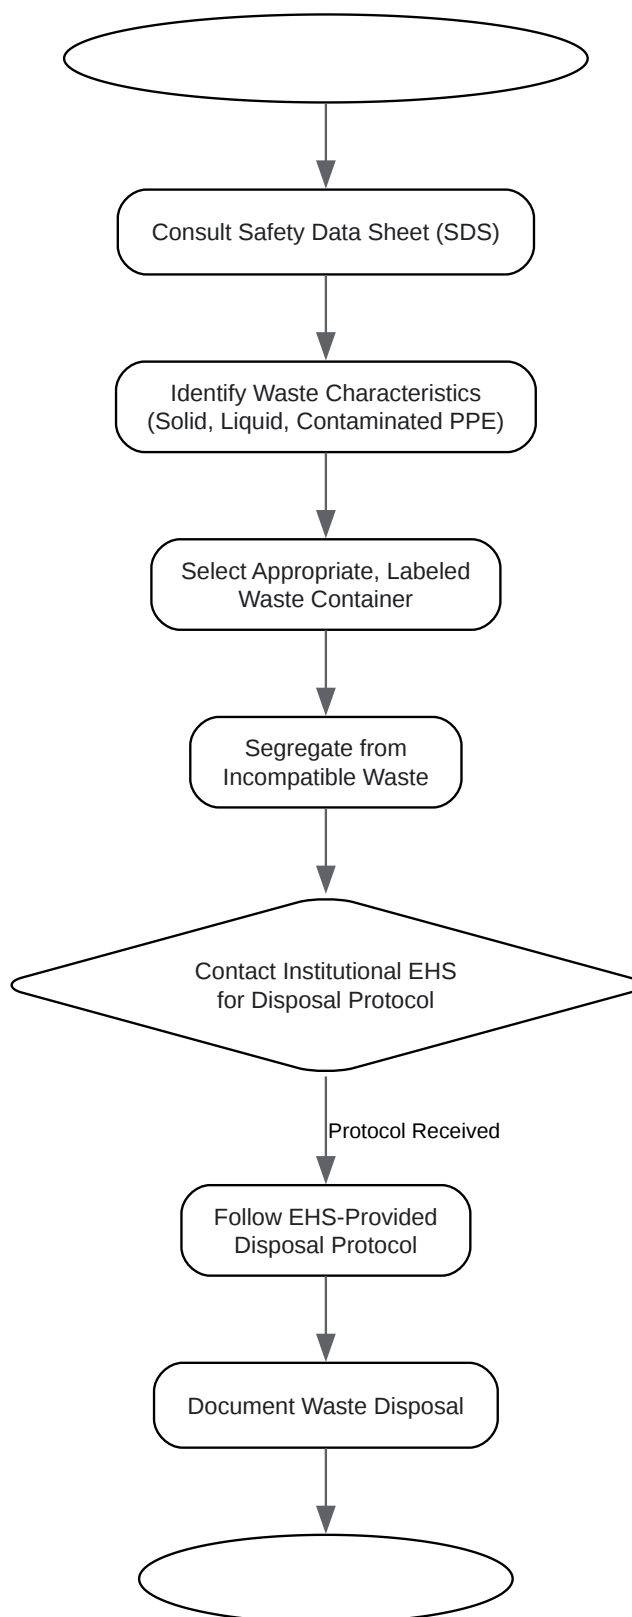 Consult Safety Data Sheet (SDS)
Identify Waste Characteristics
(Solid, Liquid, Contaminated PPE)
Select Appropriate, Labeled
Waste Container
Segregate from
Incompatible Waste
Contact Institutional EHS
for Disposal Protocol
Protocol Received
Follow EHS-Provided
Disposal Protocol
Document Waste Disposal